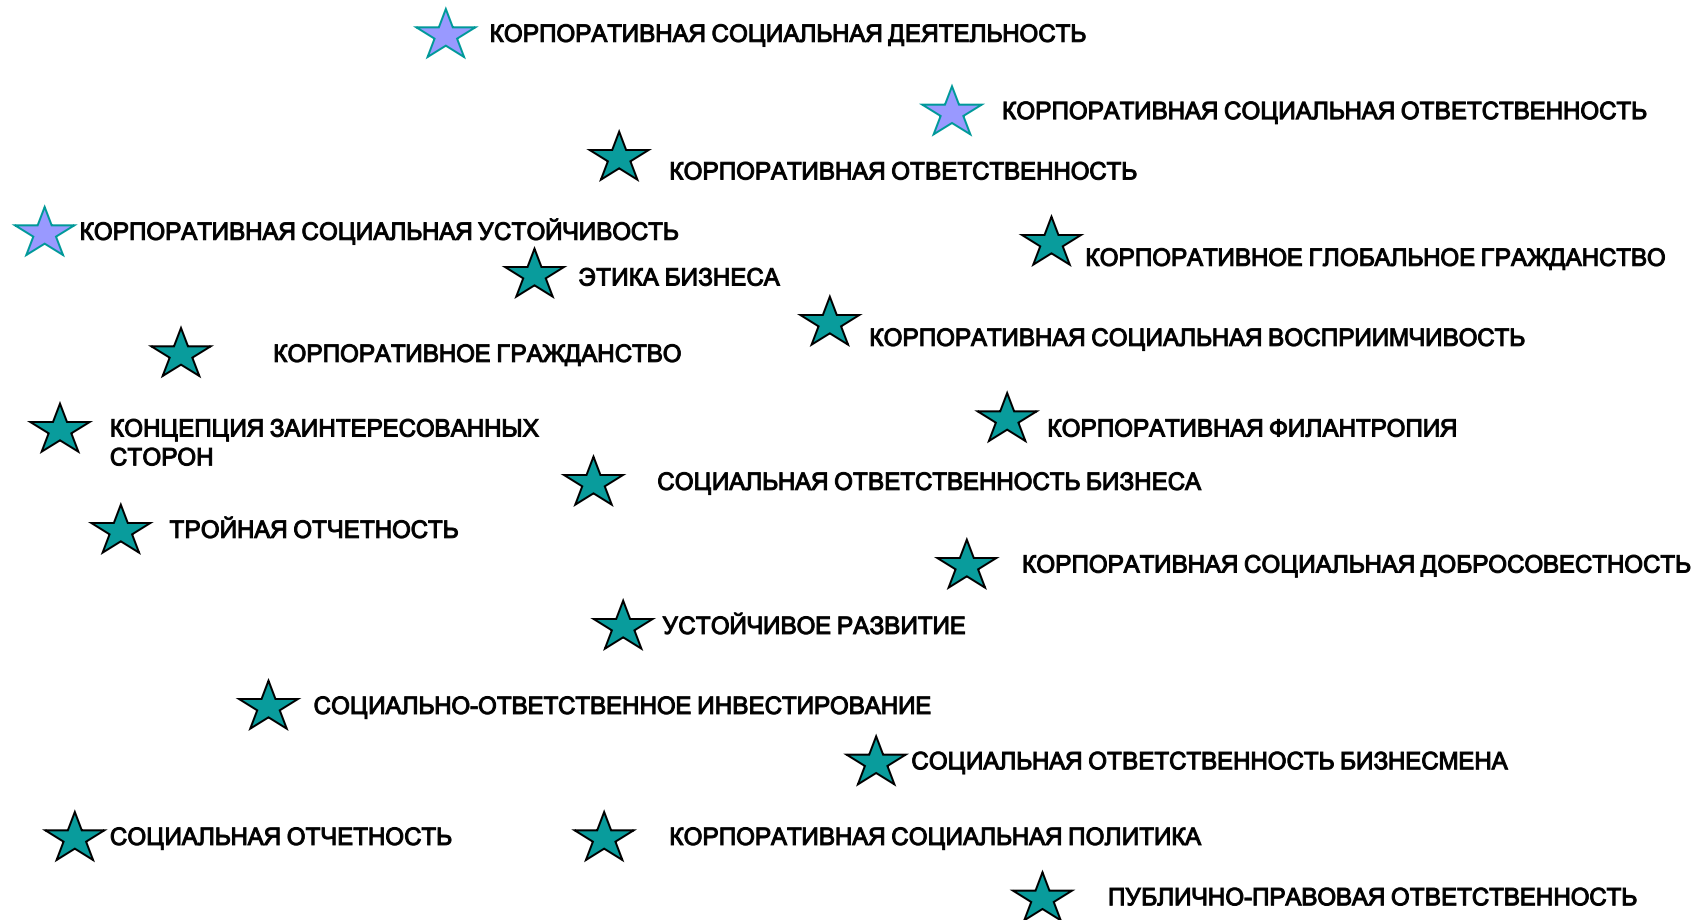 КОРПОРАТИВНАЯ СОЦИАЛЬНАЯ ДЕЯТЕЛЬНОСТЬ
КОРПОРАТИВНАЯ СОЦИАЛЬНАЯ ОТВЕТСТВЕННОСТЬ
КОРПОРАТИВНАЯ ОТВЕТСТВЕННОСТЬ
КОРПОРАТИВНАЯ СОЦИАЛЬНАЯ УСТОЙЧИВОСТЬ
КОРПОРАТИВНОЕ ГЛОБАЛЬНОЕ ГРАЖДАНСТВО
ЭТИКА БИЗНЕСА
КОРПОРАТИВНАЯ СОЦИАЛЬНАЯ ВОСПРИИМЧИВОСТЬ
КОРПОРАТИВНОЕ ГРАЖДАНСТВО
КОНЦЕПЦИЯ ЗАИНТЕРЕСОВАННЫХ
СТОРОН
КОРПОРАТИВНАЯ ФИЛАНТРОПИЯ
СОЦИАЛЬНАЯ ОТВЕТСТВЕННОСТЬ БИЗНЕСА
ТРОЙНАЯ ОТЧЕТНОСТЬ
КОРПОРАТИВНАЯ СОЦИАЛЬНАЯ ДОБРОСОВЕСТНОСТЬ
УСТОЙЧИВОЕ РАЗВИТИЕ
СОЦИАЛЬНО-ОТВЕТСТВЕННОЕ ИНВЕСТИРОВАНИЕ
СОЦИАЛЬНАЯ ОТВЕТСТВЕННОСТЬ БИЗНЕСМЕНА
СОЦИАЛЬНАЯ ОТЧЕТНОСТЬ
КОРПОРАТИВНАЯ СОЦИАЛЬНАЯ ПОЛИТИКА
ПУБЛИЧНО-ПРАВОВАЯ ОТВЕТСТВЕННОСТЬ